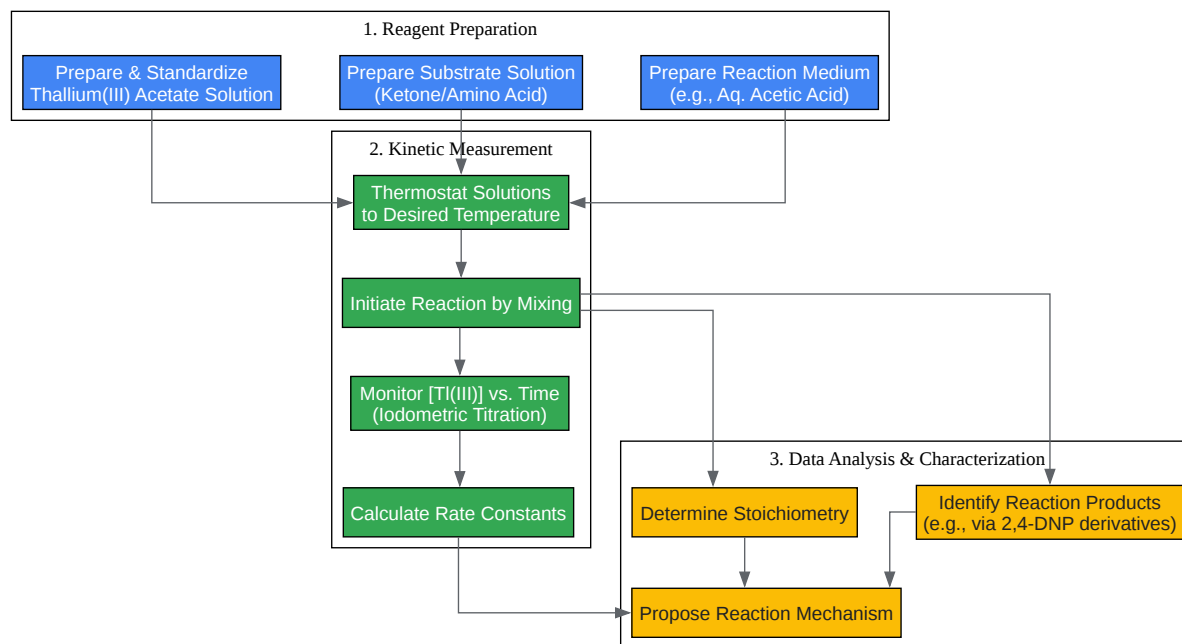 1. Reagent Preparation
Prepare & Standardize
Thallium(III) Acetate Solution
Prepare Substrate Solution
(Ketone/Amino Acid)
Prepare Reaction Medium
(e.g., Aq. Acetic Acid)
2. Kinetic Measurement
Thermostat Solutions
to Desired Temperature
Initiate Reaction by Mixing
Monitor [Tl(III)] vs. Time
(Iodometric Titration)
Calculate Rate Constants
3. Data Analysis & Characterization
Determine Stoichiometry
Identify Reaction Products
(e.g., via 2,4-DNP derivatives)
Propose Reaction Mechanism